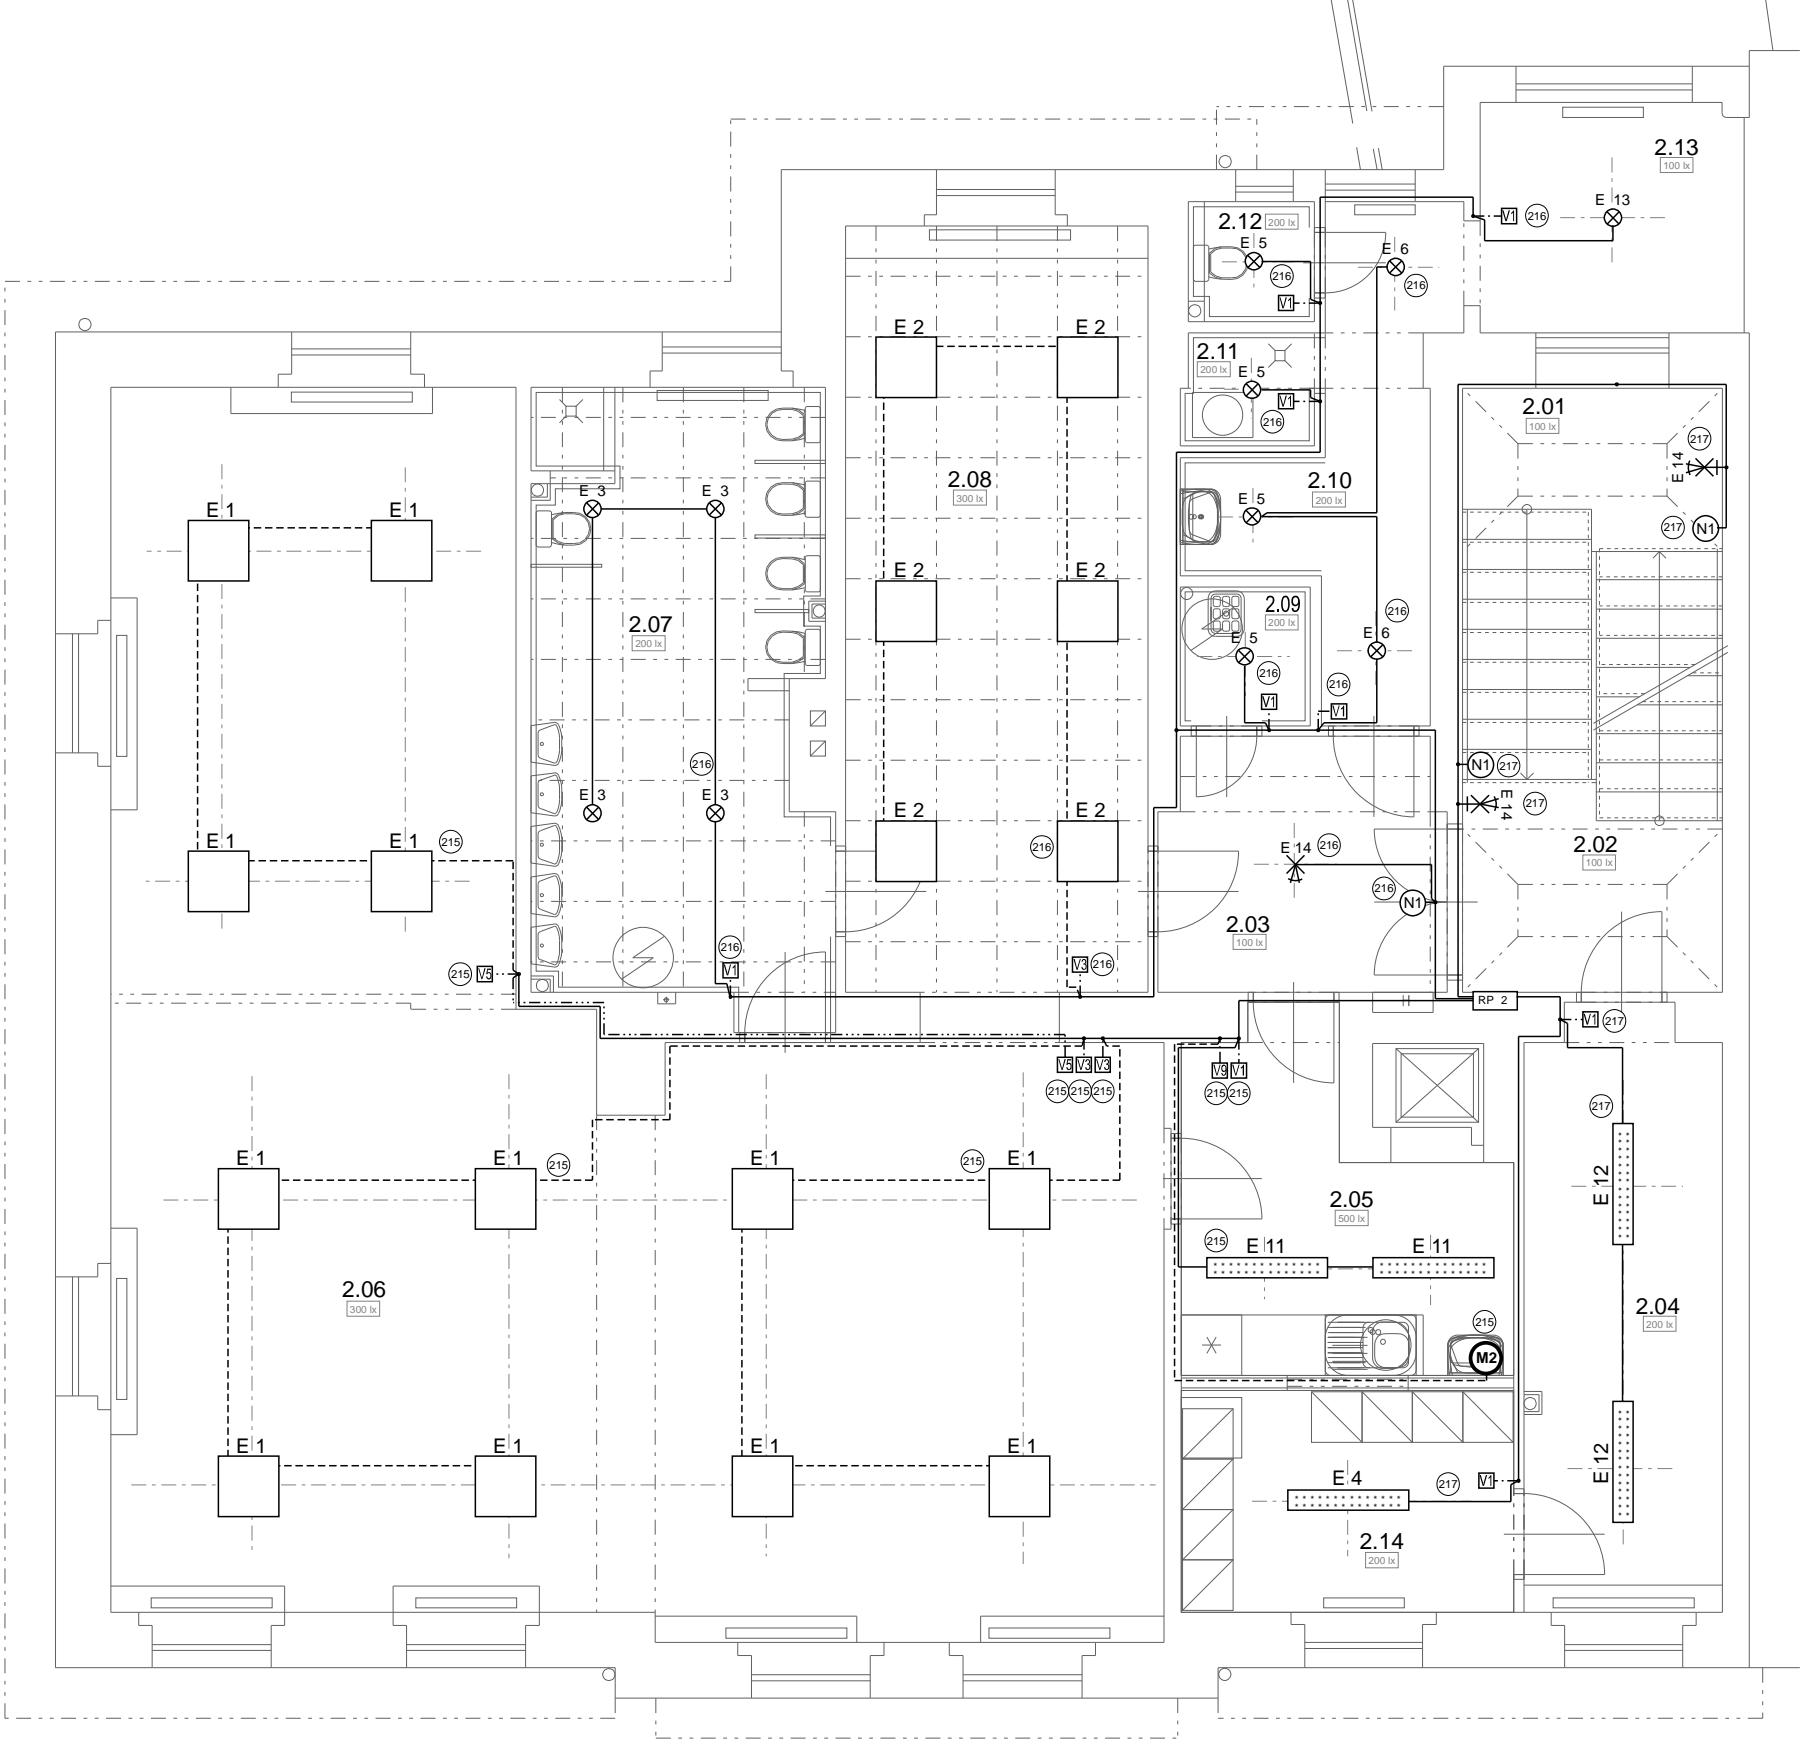 2.13
100 lx
E 13
V1 216
2.12 200 lx
E 5
216
V1
E 6
216
2.11
200 lx
E 5
V1
216
2.01
100 lx
217
E 14
217 N1
E 2 E 2
2.08
300 lx
2.10
200 lx
E 5
E 3 E 3
E 1 E 1
E 2 E 2
2.07
200 lx
2.09
200 lx
216
E 5
E 6
216
216
V1
V1
216
N1 217
E 3 E 3
E 14
217
E 2 E 2
216
E 1 E 1
215
E 14
216
2.02
100 lx
216
N1
2.03
100 lx
216
V1
V3 216
215 V5
RP 2
V1 217
V5 V3 V3
215 215 215
V9 V1
215 215
217
E 1 E 1
215
E 1 E 1
215
E 12
2.05
500 lx
215
E 11 E 11
2.06
300 lx
2.04
200 lx
215
M2
E 1 E 1 E 1 E 1
E 12
E 4
217
V1
2.14
200 lx